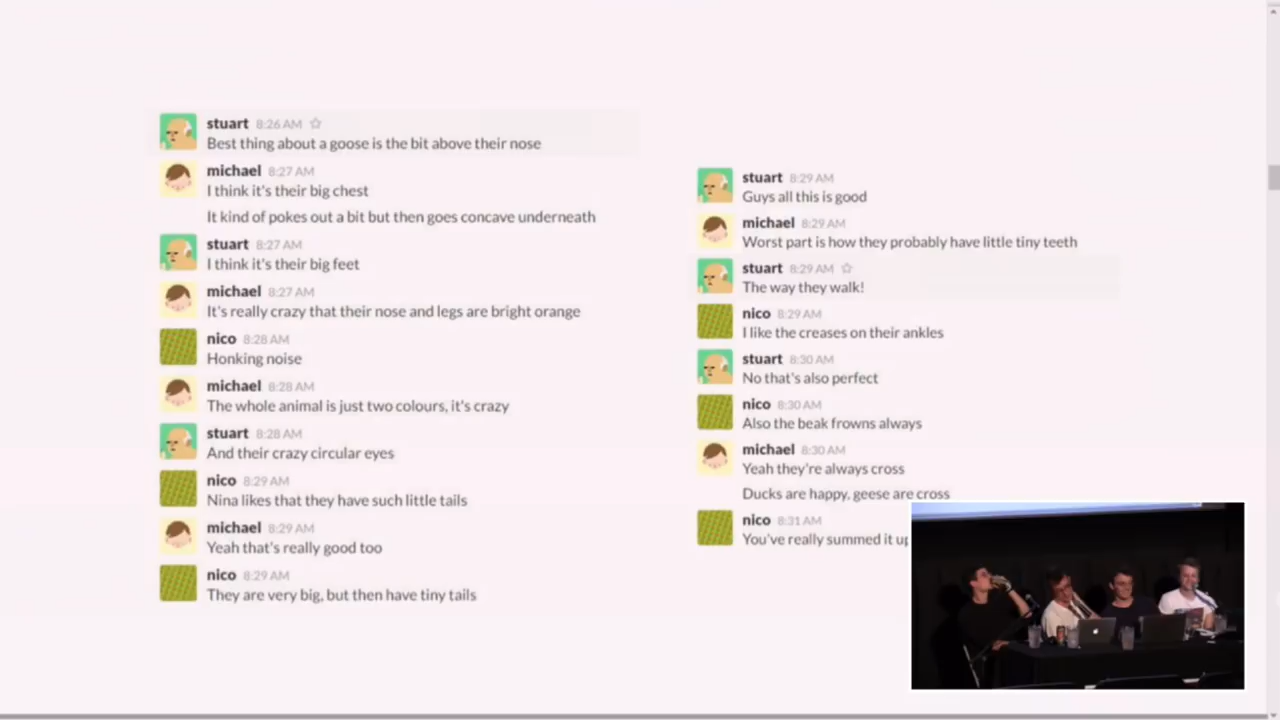 stuart 8:26 AM
Best thing about a goose is the bit above their nose
michael 8:27 AM
I think it's their big chest
It kind of pokes out a bit but then goes concave underneath
stuart 8:27 AM
I think it's their big feet
michael 8:27 AM
It's really crazy that their nose and legs are bright orange
nico 8:28 AM
Honking noise
michael 8:28 AM
The whole animal is just two colours, it's crazy
stuart 8:28 AM
And their crazy circular eyes
nico 8:29 AM
Nina likes that they have such little tails
michael 8:29 AM
Yeah that's really good too
nico 8:29 AM
They are very big, but then have tiny tails
stuart 8:29 AM
Guys all this is good
michael 8:29 AM
Worst part is how they probably have little tiny teeth
stuart 8:29 AM
The way they walk!
nico 8:29 AM
I like the creases on their ankles
stuart 8:30 AM
No that's also perfect
nico 8:30 AM
Also the beak frowns always
michael 8:30 AM
Yeah they're always cross
Ducks are happy, geese are cross
nico 8:31 AM
You've really summed it up